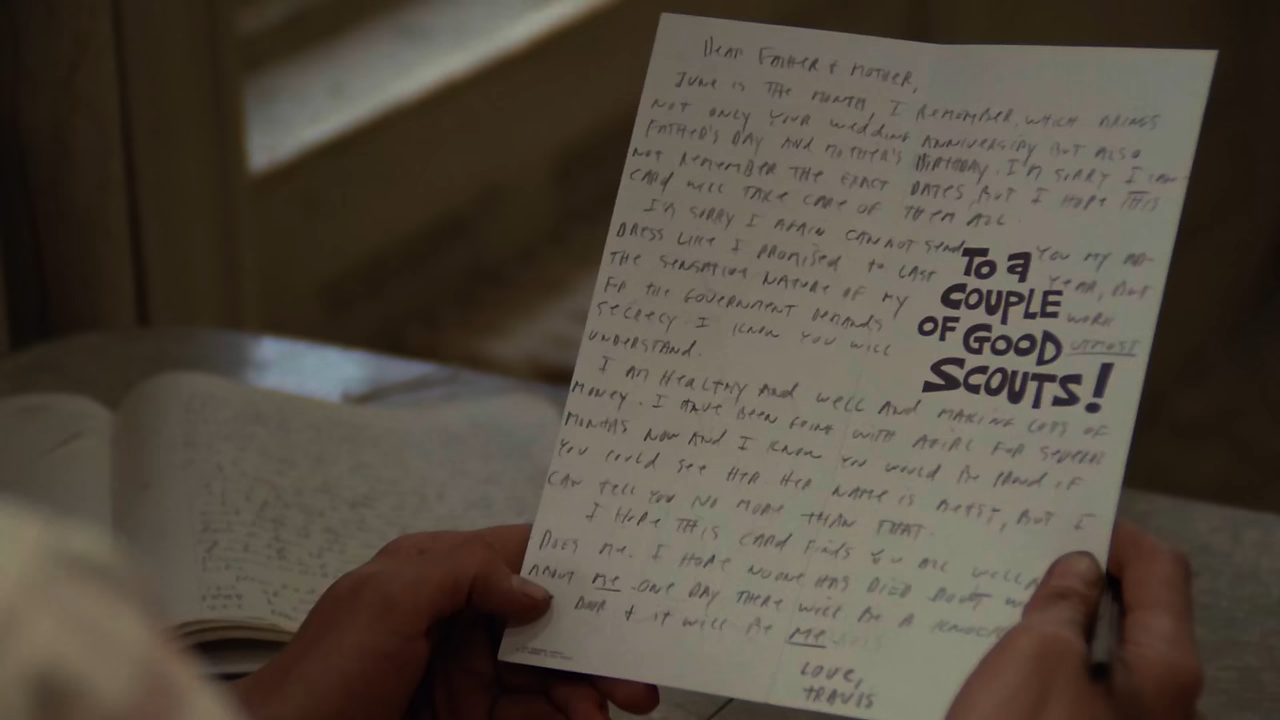 DEAR FATHER & MOTHER,
JUNE IS THE MONTH, I REMEMBER, WHICH BRINGS
NOT ONLY YOUR WEDDING ANNIVERSARY BUT ALSO
FATHER'S DAY AND MOTHER'S BIRTHDAY. I'M SORRY I CAN
NOT REMEMBER THE EXACT DATES, BUT I HOPE THIS
CARD WILL TAKE CARE OF THEM ALL.
I'M SORRY I AGAIN CANNOT SEND YOU MY AD-
DRESS LIKE I PROMISED TO LAST YEAR, BUT
THE SENSITIVE NATURE OF MY WORK
FOR THE GOVERNMENT DEMANDS UTMOST
SECRECY. I KNOW YOU WILL
UNDERSTAND.
To a
COUPLE
OF GOOD
SCOUTS!
I AM HEALTHY AND WELL AND MAKING LOTS OF
MONEY. I HAVE BEEN GOING WITH A GIRL FOR SEVERAL
MONTHS NOW AND I KNOW YOU WOULD BE PROUD IF
YOU COULD SEE HER. HER NAME IS BETSY, BUT I
CAN TELL YOU NO MORE THAN THAT.
I HOPE THIS CARD FINDS YOU ALL WELL AS
DOES ME. I HOPE NO ONE HAS DIED. DON'T
ABOUT ME. ONE DAY THERE WILL BE A KNOCK
DOOR & IT WILL BE ME.
LOVE,
TRAVIS